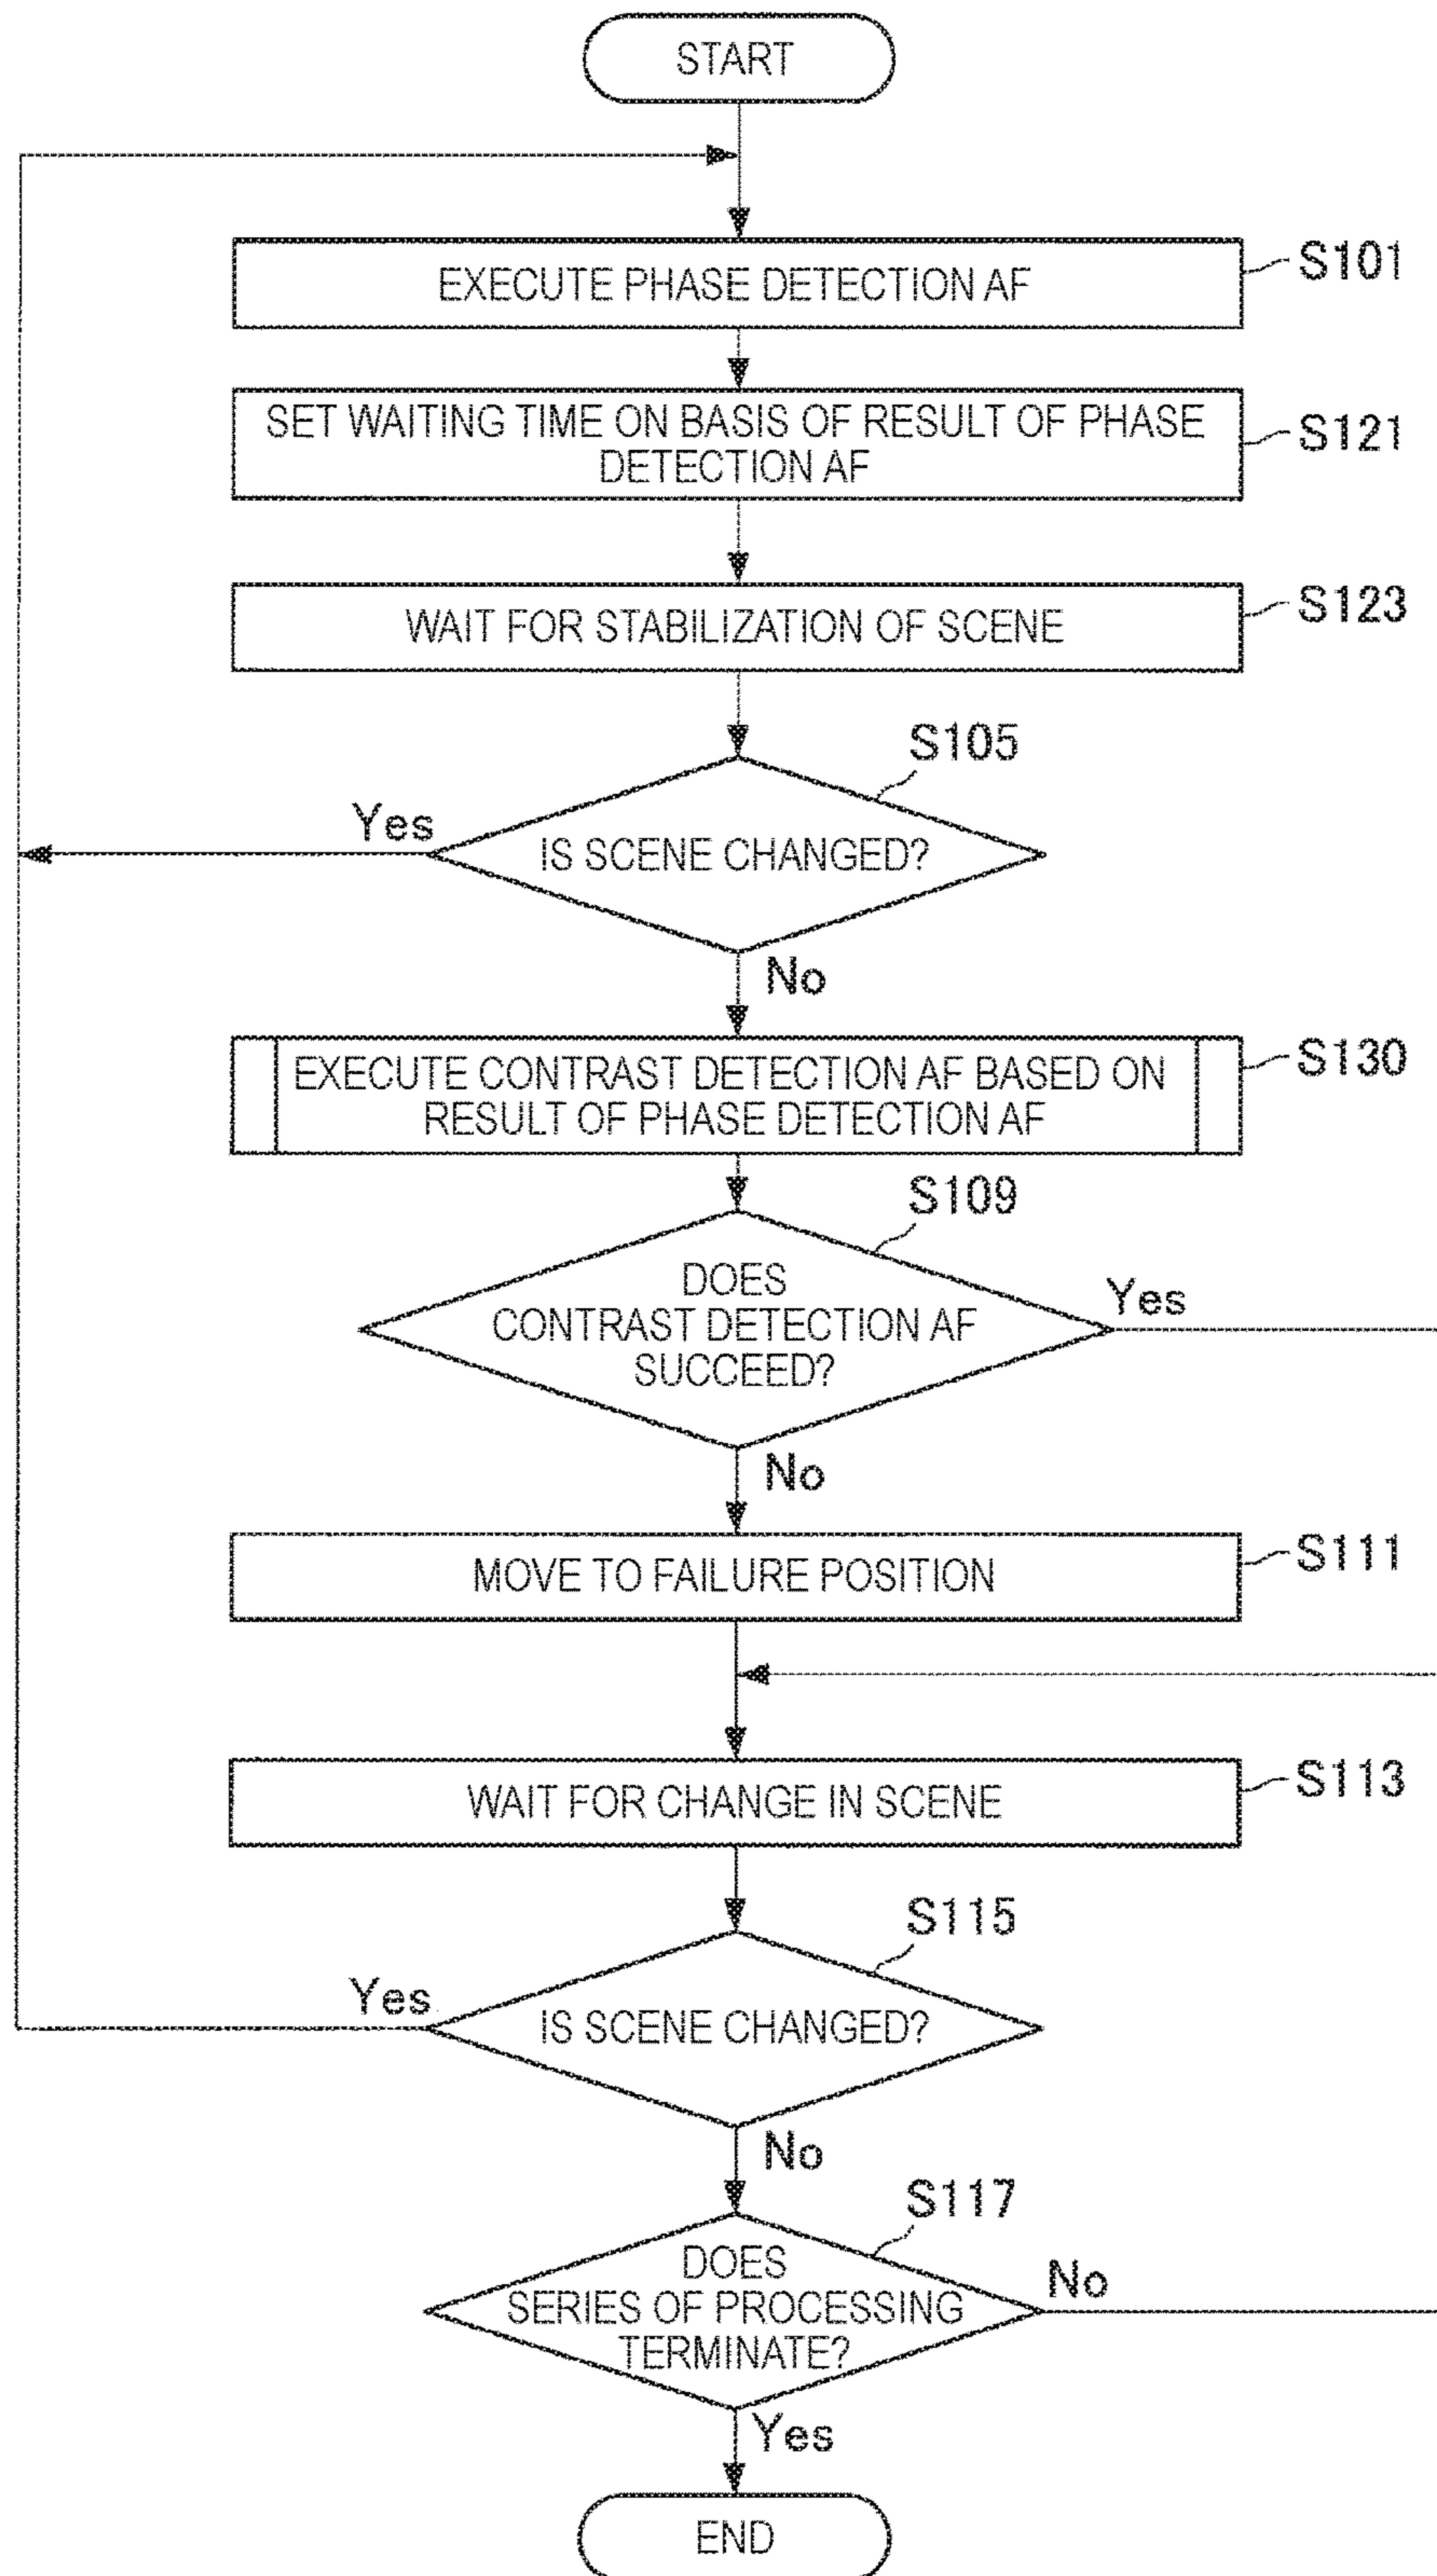 START
EXECUTE PHASE DETECTION AF
S101
SET WAITING TIME ON BASIS OF RESULT OF PHASE
DETECTION AF
S121
WAIT FOR STABILIZATION OF SCENE
S123
S105
Yes
IS SCENE CHANGED?
No
EXECUTE CONTRAST DETECTION AF BASED ON
RESULT OF PHASE DETECTION AF
S130
S109
DOES
CONTRAST DETECTION AF
SUCCEED?
Yes
No
MOVE TO FAILURE POSITION
S111
WAIT FOR CHANGE IN SCENE
S113
S115
Yes
IS SCENE CHANGED?
No
S117
DOES
SERIES OF PROCESSING
TERMINATE?
No
Yes
END